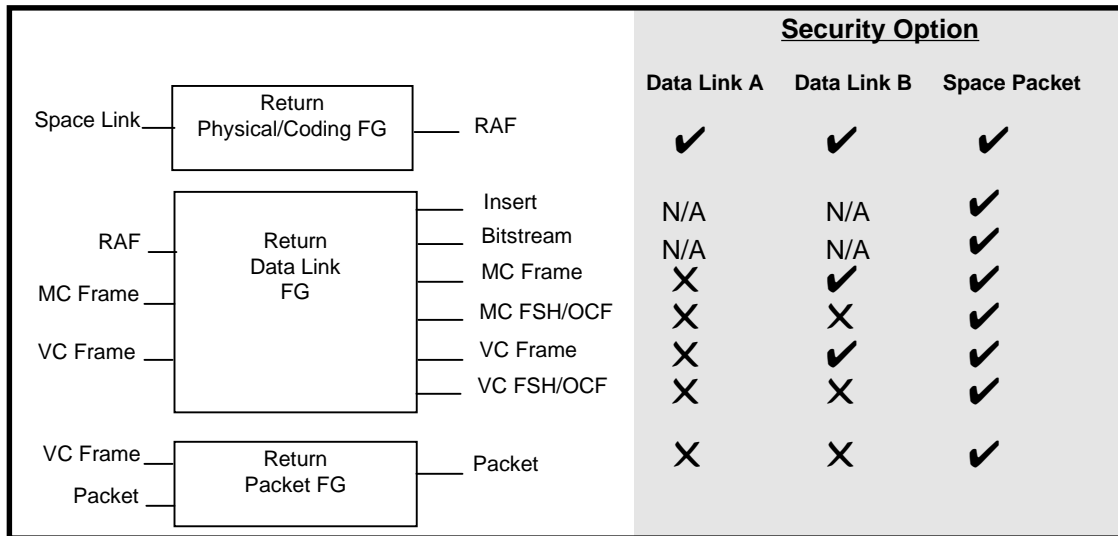 Security Option
Data Link A Data Link B Space Packet
Space Link Return Physical/Coding FG RAF
✔ ✔ ✔
RAF
MC Frame
VC Frame
Return
Data Link
FG
Insert N/A N/A ✔
Bitstream N/A N/A ✔
MC Frame ✗ ✔ ✔
MC FSH/OCF ✗ ✗ ✔
VC Frame ✗ ✔ ✔
VC FSH/OCF ✗ ✗ ✔
VC Frame
Packet
Return
Packet FG
Packet ✗ ✗ ✔